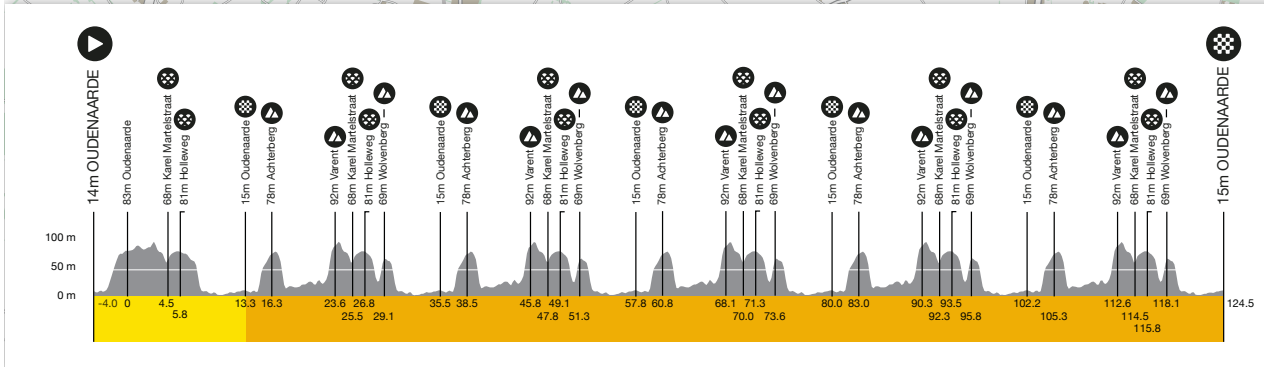 14m OUDENAARDE
83m Oudenaarde
68m Karel Martelstraat
81m Holleweg
15m Oudenaarde
78m Achterberg
92m Varent
68m Karel Martelstraat
81m Holleweg
69m Wolvenberg
15m Oudenaarde
78m Achterberg
92m Varent
68m Karel Martelstraat
81m Holleweg
69m Wolvenberg
15m Oudenaarde
78m Achterberg
92m Varent
68m Karel Martelstraat
81m Holleweg
69m Wolvenberg
15m Oudenaarde
78m Achterberg
92m Varent
68m Karel Martelstraat
81m Holleweg
69m Wolvenberg
15m Oudenaarde
78m Achterberg
92m Varent
68m Karel Martelstraat
81m Holleweg
69m Wolvenberg
15m OUDENAARDE
100 m
50 m
0 m
-4.0 0 4.5 13.3 16.3 23.6 26.8 35.5 38.5 45.8 49.1 57.8 60.8 68.1 71.3 80.0 83.0 90.3 93.5 102.2 112.6 118.1 124.5
5.8 25.5 29.1 47.8 51.3 70.0 73.6 92.3 95.8 105.3 114.5
115.8